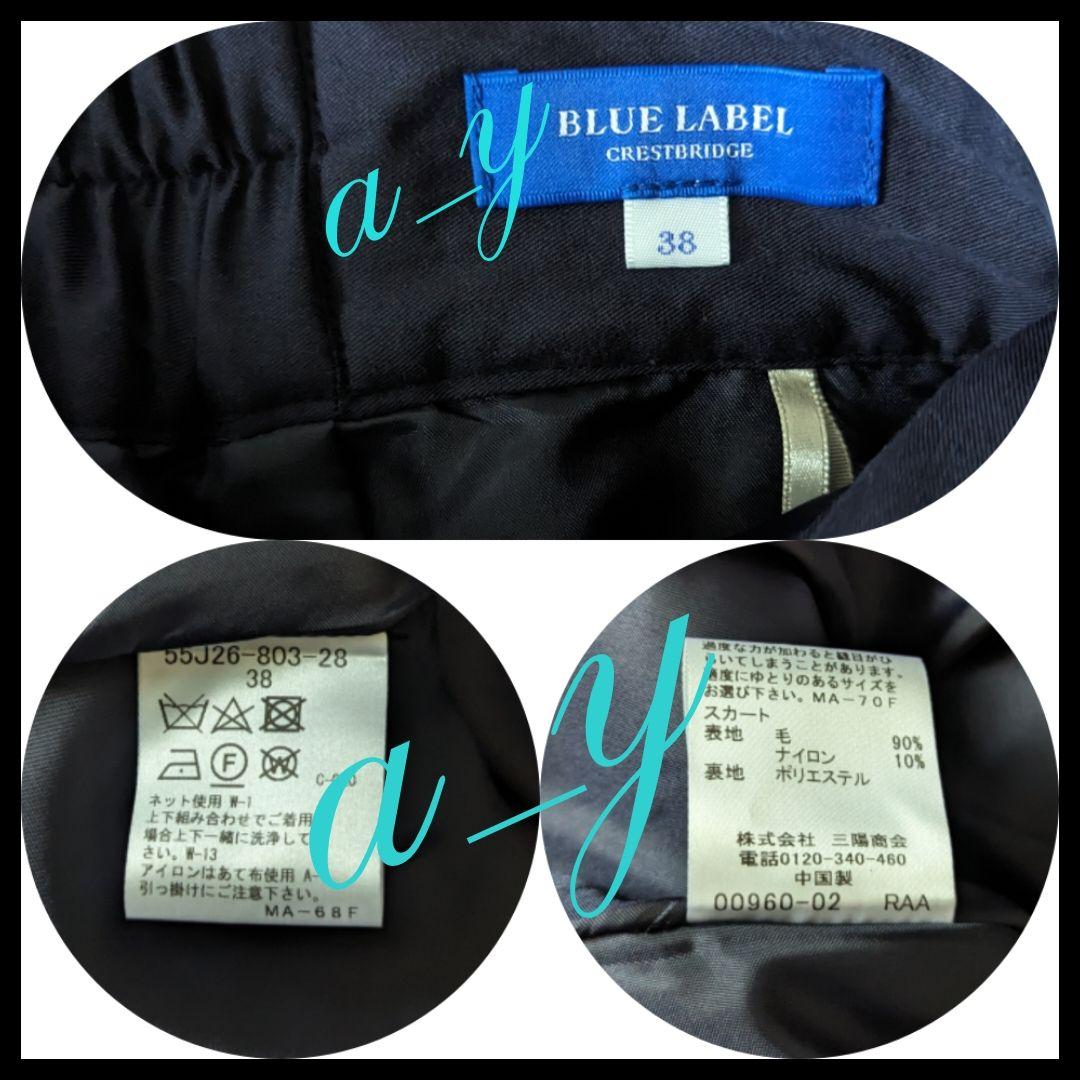 BLUE LABEL
CRESTBRIDGE
38
a_y
55J26-803-28
38
F
W
ネット使用 W-1
上下組み合わせでご着用
場合上下一緒に洗浄して
さい。W-13
アイロンはあて布使用 A-
引っ掛けにご注意下さい。
MA-68F
a_y
過度な力が加わると縫目がひ
らいてしまうことがあります。
適度にゆとりのあるサイズを
お選び下さい。MA-70F
スカート
表地 毛 90%
ナイロン 10%
裏地 ポリエステル
株式会社 三陽商会
電話0120-340-460
中国製
00960-02 RAA